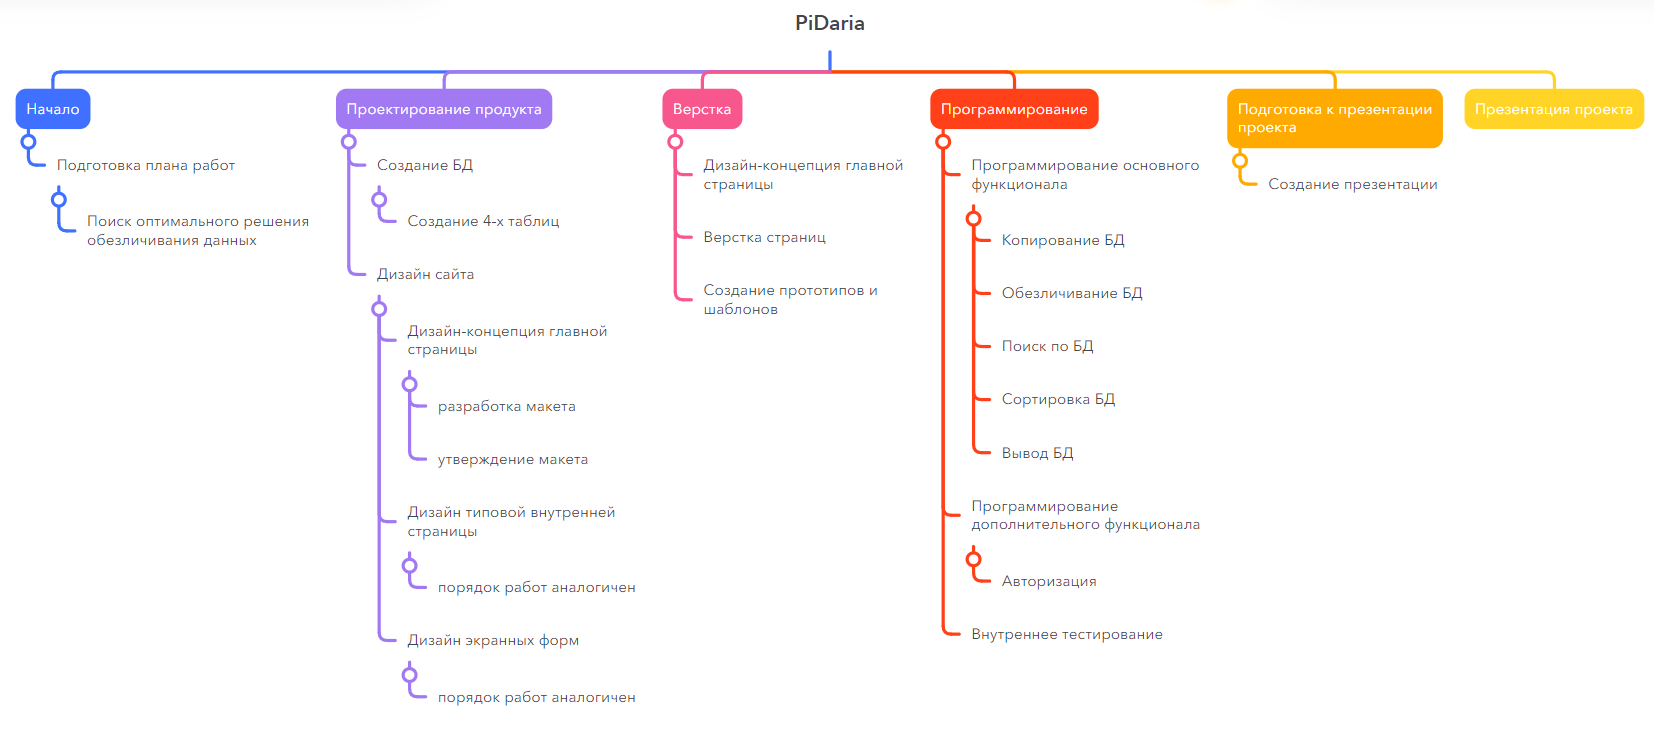 PiDaria
Начало
Подготовка плана работ
Поиск оптимального решения
обезличивания данных
Проектирование продукта
Создание БД
Создание 4-х таблиц
Дизайн сайта
Дизайн-концепция главной
страницы
разработка макета
утверждение макета
Дизайн типовой внутренней
страницы
порядок работ аналогичен
Дизайн экранных форм
порядок работ аналогичен
Верстка
Дизайн-концепция главной
страницы
Верстка страниц
Создание прототипов и
шаблонов
Программирование
Программирование основного
функционала
Копирование БД
Обезличивание БД
Поиск по БД
Сортировка БД
Вывод БД
Программирование
дополнительного функционала
Авторизация
Внутреннее тестирование
Подготовка к презентации
проекта
Создание презентации
Презентация проекта